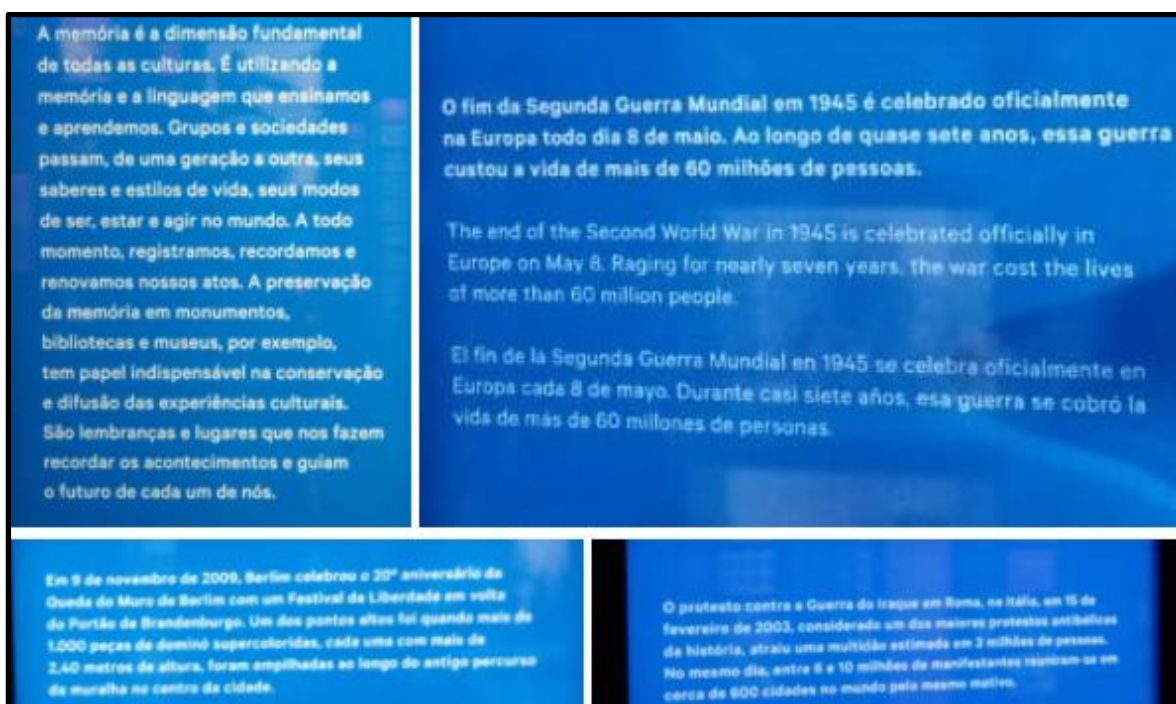 A memória é a dimensão fundamental
de todas as culturas. É utilizando a
memória e a linguagem que ensinamos
e aprendemos. Grupos e sociedades
passam, de uma geração a outra, seus
saberes e estilos de vida, seus modos
de ser, estar e agir no mundo. A todo
momento, registramos, recordamos e
renovamos nossos atos. A preservação
da memória em monumentos,
bibliotecas e museus, por exemplo,
tem papel indispensável na conservação
e difusão das experiências culturais.
São lembranças e lugares que nos fazem
recordar os acontecimentos e guiam
o futuro de cada um de nós.
O fim da Segunda Guerra Mundial em 1945 é celebrado oficialmente
na Europa todo dia 8 de maio. Ao longo de quase sete anos, essa guerra
custou a vida de mais de 60 milhões de pessoas.
The end of the Second World War in 1945 is celebrated officially in
Europe on May 8. Raging for nearly seven years, the war cost the lives
of more than 60 million people.
El fin de la Segunda Guerra Mundial en 1945 se celebra oficialmente en
Europa cada 8 de mayo. Durante casi siete años, esa guerra se cobró la
vida de más de 60 millones de personas.
Em 9 de novembro de 2009, Berlim celebrou o 20º aniversário da
Queda do Muro de Berlim com um Festival da Liberdade em volta
do Portão de Brandenburgo. Um dos pontos altos foi quando mais de
1.000 peças de dominó supercoloridas, cada uma com mais de
2,40 metros de altura, foram empilhadas ao longo do antigo percurso
da muralha no centro da cidade.
O protesto contra a Guerra do Iraque em Roma, na Itália, em 15 de
fevereiro de 2003, considerado um dos maiores protestos antibélicos
da história, atraiu uma multidão estimada em 3 milhões de pessoas.
No mesmo dia, entre 6 e 10 milhões de manifestantes reuniram-se em
cerca de 600 cidades no mundo pelo mesmo motivo.